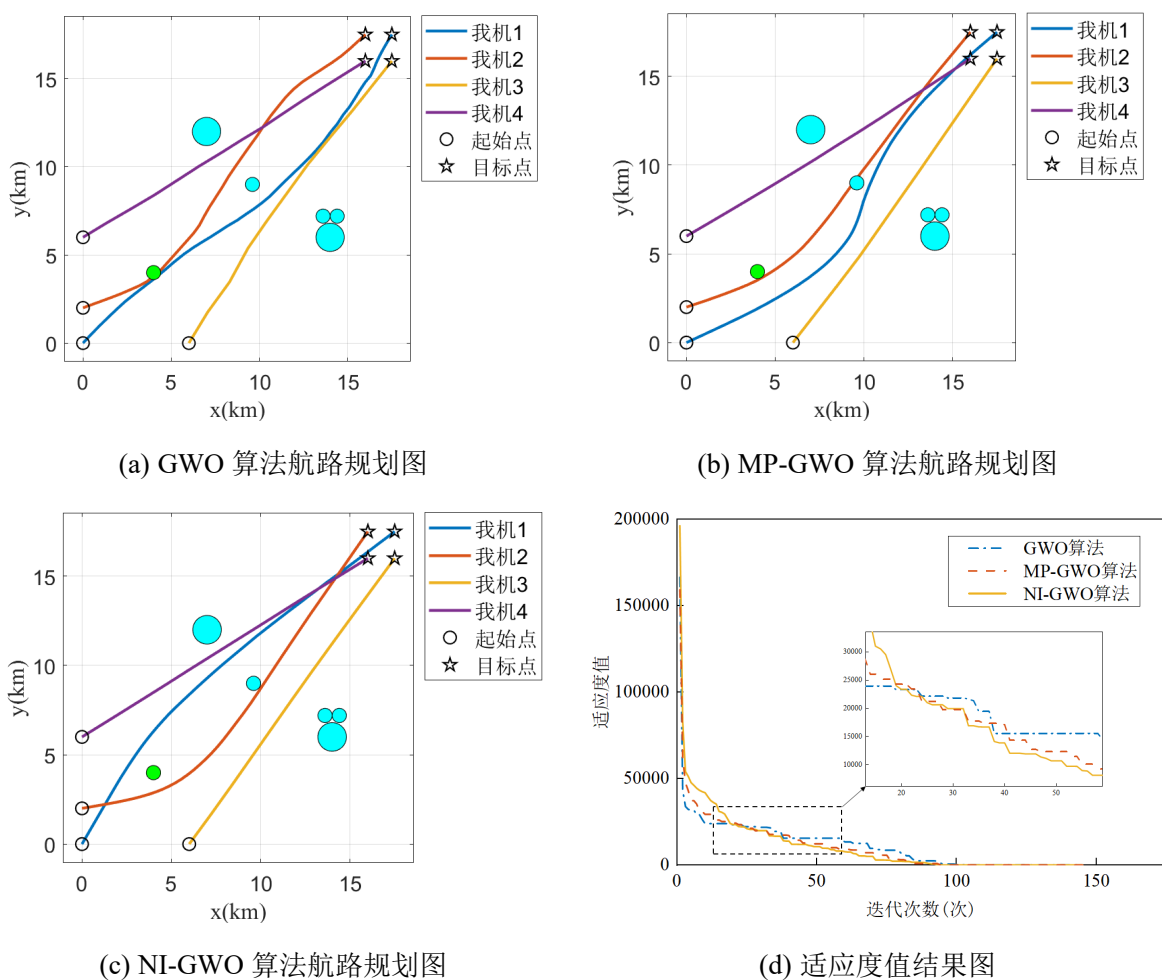 我机1
我机2
我机3
我机4
起始点
目标点
15
10
5
0
y(km)
0
5
10
15
x(km)
(a) GWO 算法航路规划图
我机1
我机2
我机3
我机4
起始点
目标点
15
10
5
0
y(km)
0
5
10
15
x(km)
(b) MP-GWO 算法航路规划图
我机1
我机2
我机3
我机4
起始点
目标点
15
10
5
0
y(km)
0
5
10
15
x(km)
(c) NI-GWO 算法航路规划图
200000
150000
100000
50000
0
适应度值
GWO算法
MP-GWO算法
NI-GWO算法
30000
25000
20000
15000
10000
20
30
40
50
0
50
100
150
迭代次数(次)
(d) 适应度值结果图